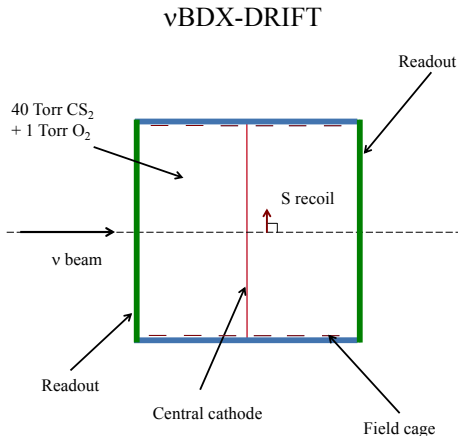 νBDX-DRIFT
Readout
40 Torr CS₂
+ 1 Torr O₂
S recoil
ν beam
Readout
Central cathode
Field cage